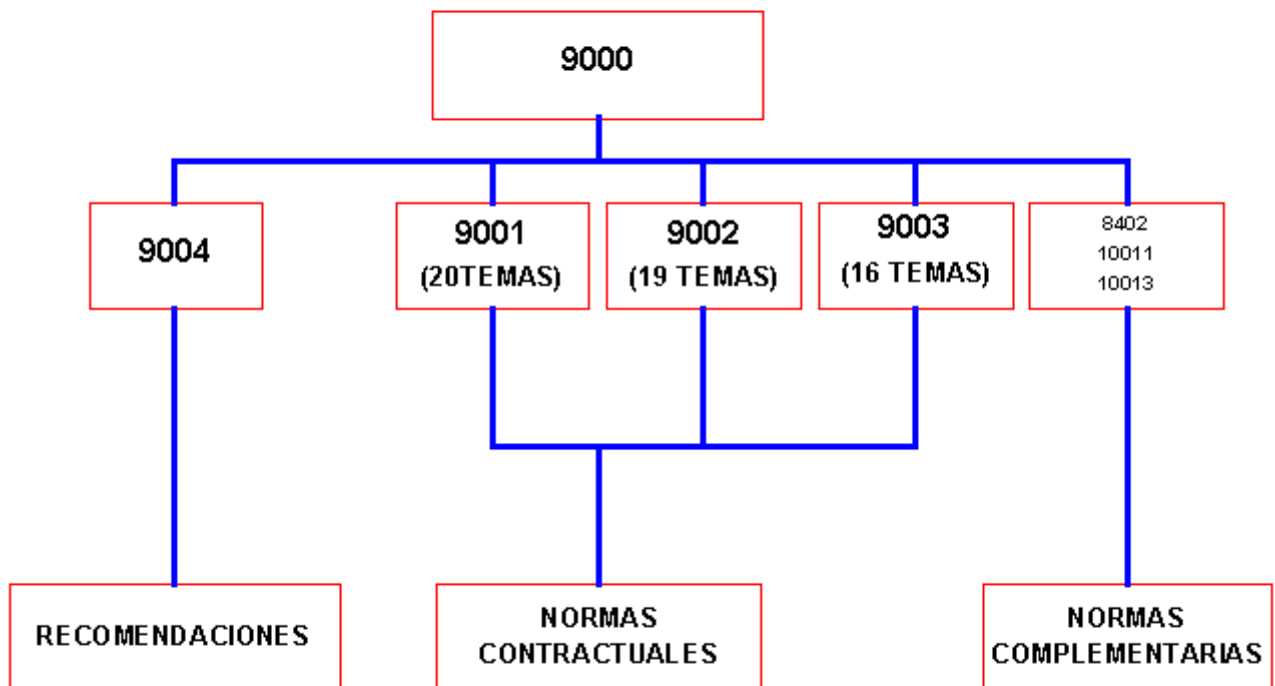 9000
9004
9001
(20TEMAS)
9002
(19 TEMAS)
9003
(16 TEMAS)
8402
10011
10013
RECOMENDACIONES
NORMAS
CONTRACTUALES
NORMAS
COMPLEMENTARIAS